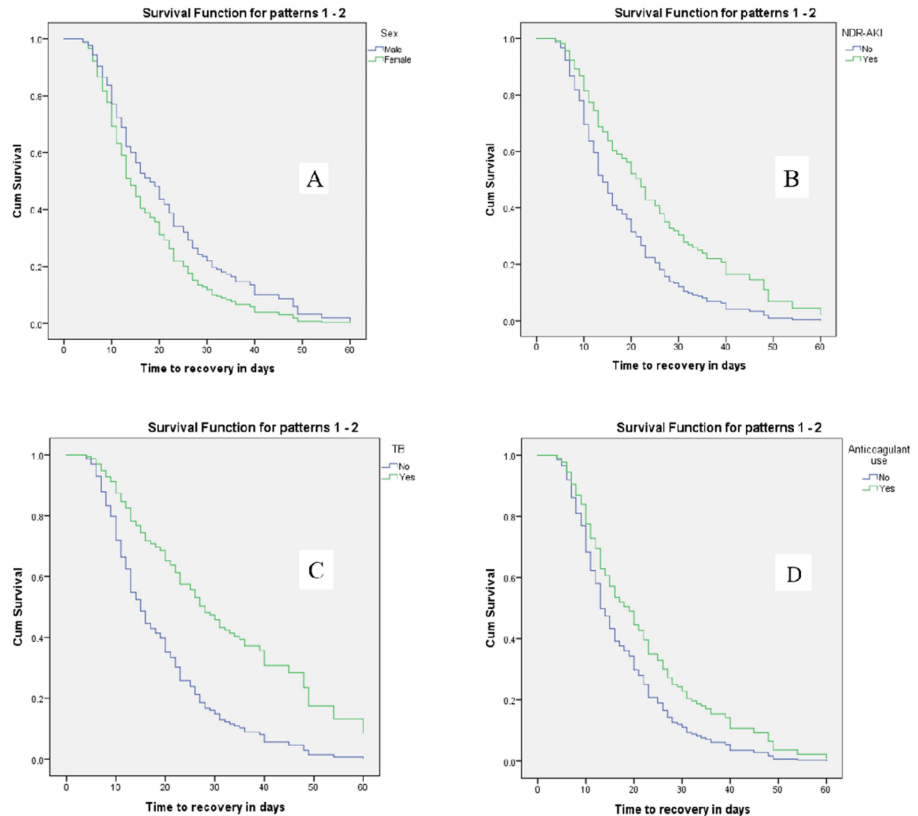 Survival Function for patterns 1 - 2
Sex
Male
Female
1.0
0.8
0.6
0.4
0.2
0.0
Cum Survival
A
0 10 20 30 40 50 60
Time to recovery in days
Survival Function for patterns 1 - 2
NDR-AKI
No
Yes
1.0
0.8
0.6
0.4
0.2
0.0
Cum Survival
B
0 10 20 30 40 50 60
Time to recovery in days
Survival Function for patterns 1 - 2
TB
No
Yes
1.0
0.8
0.6
0.4
0.2
0.0
Cum Survival
C
0 10 20 30 40 50 60
Time to recovery in days
Survival Function for patterns 1 - 2
Anticoagulant
use
No
Yes
1.0
0.8
0.6
0.4
0.2
0.0
Cum Survival
D
0 10 20 30 40 50 60
Time to recovery in days